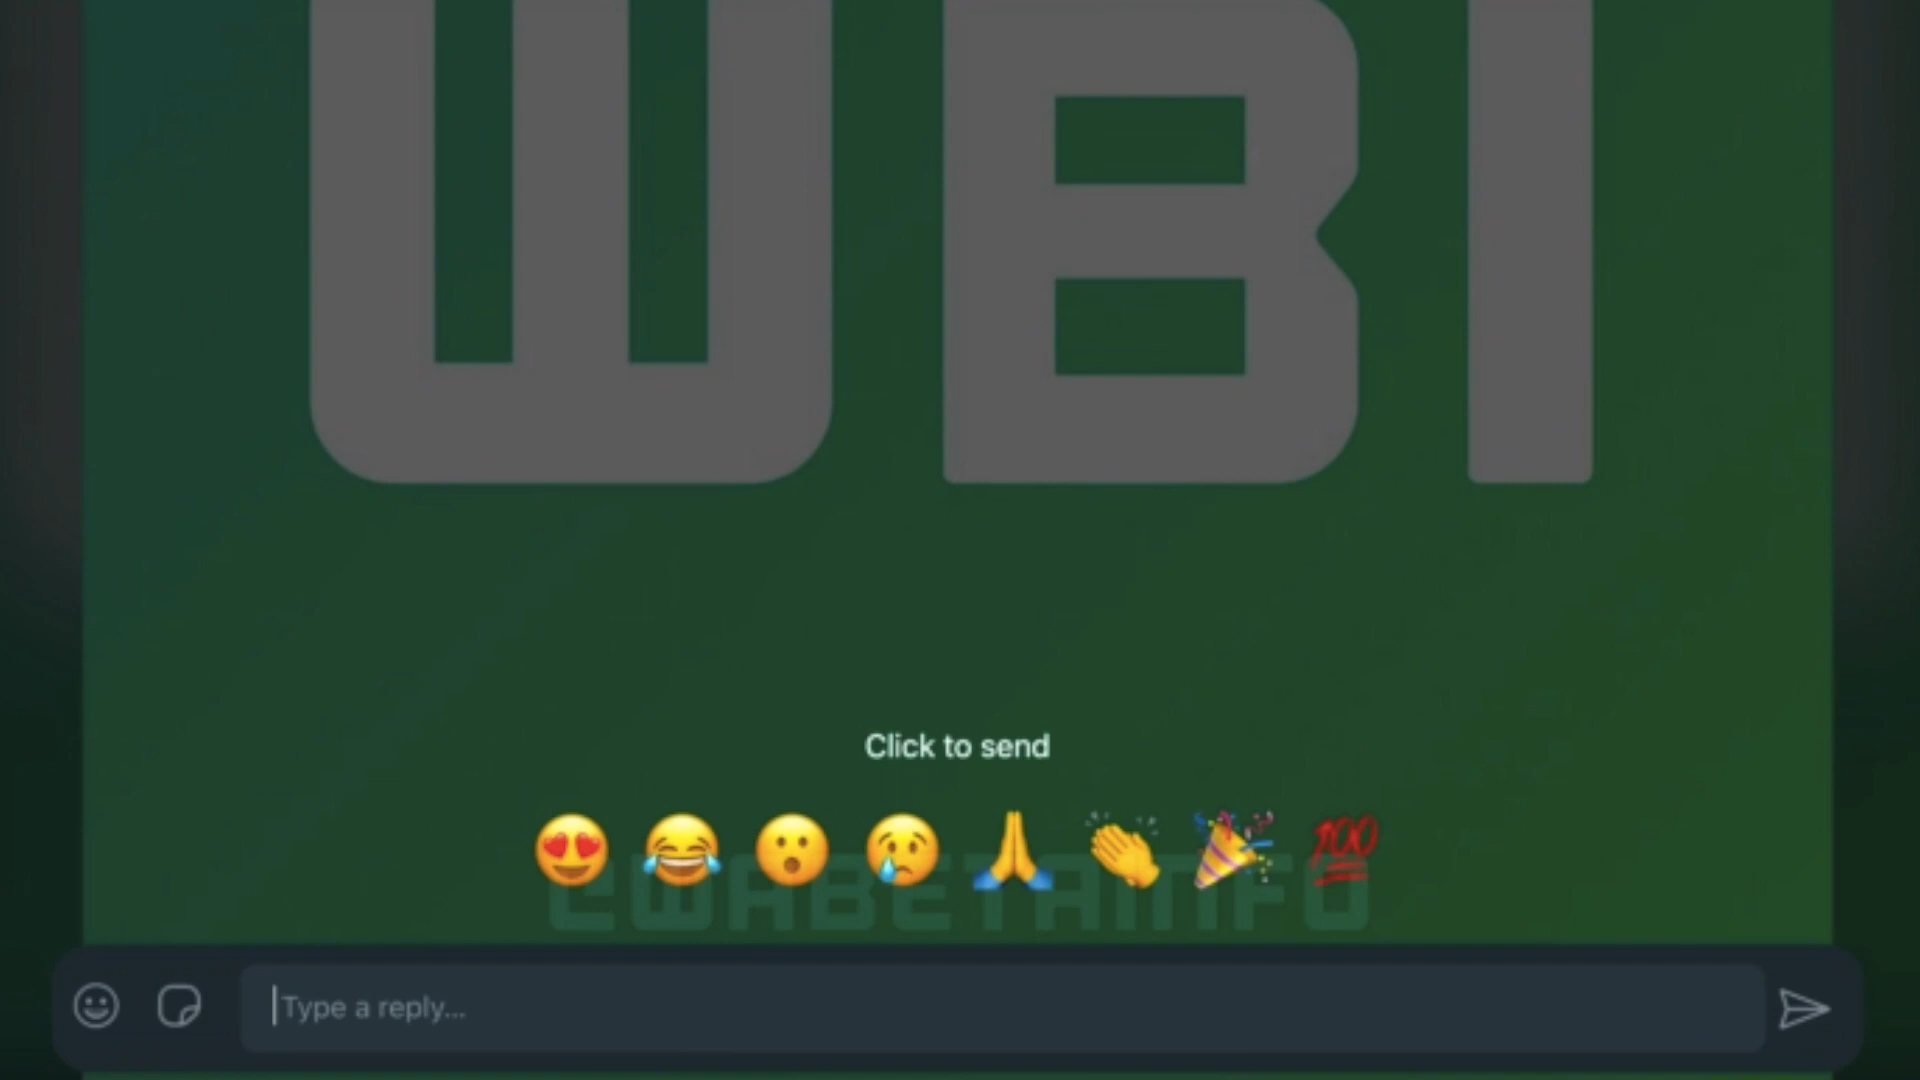 WBI
Click to send
💯
@WABETAINFO
Type a reply...